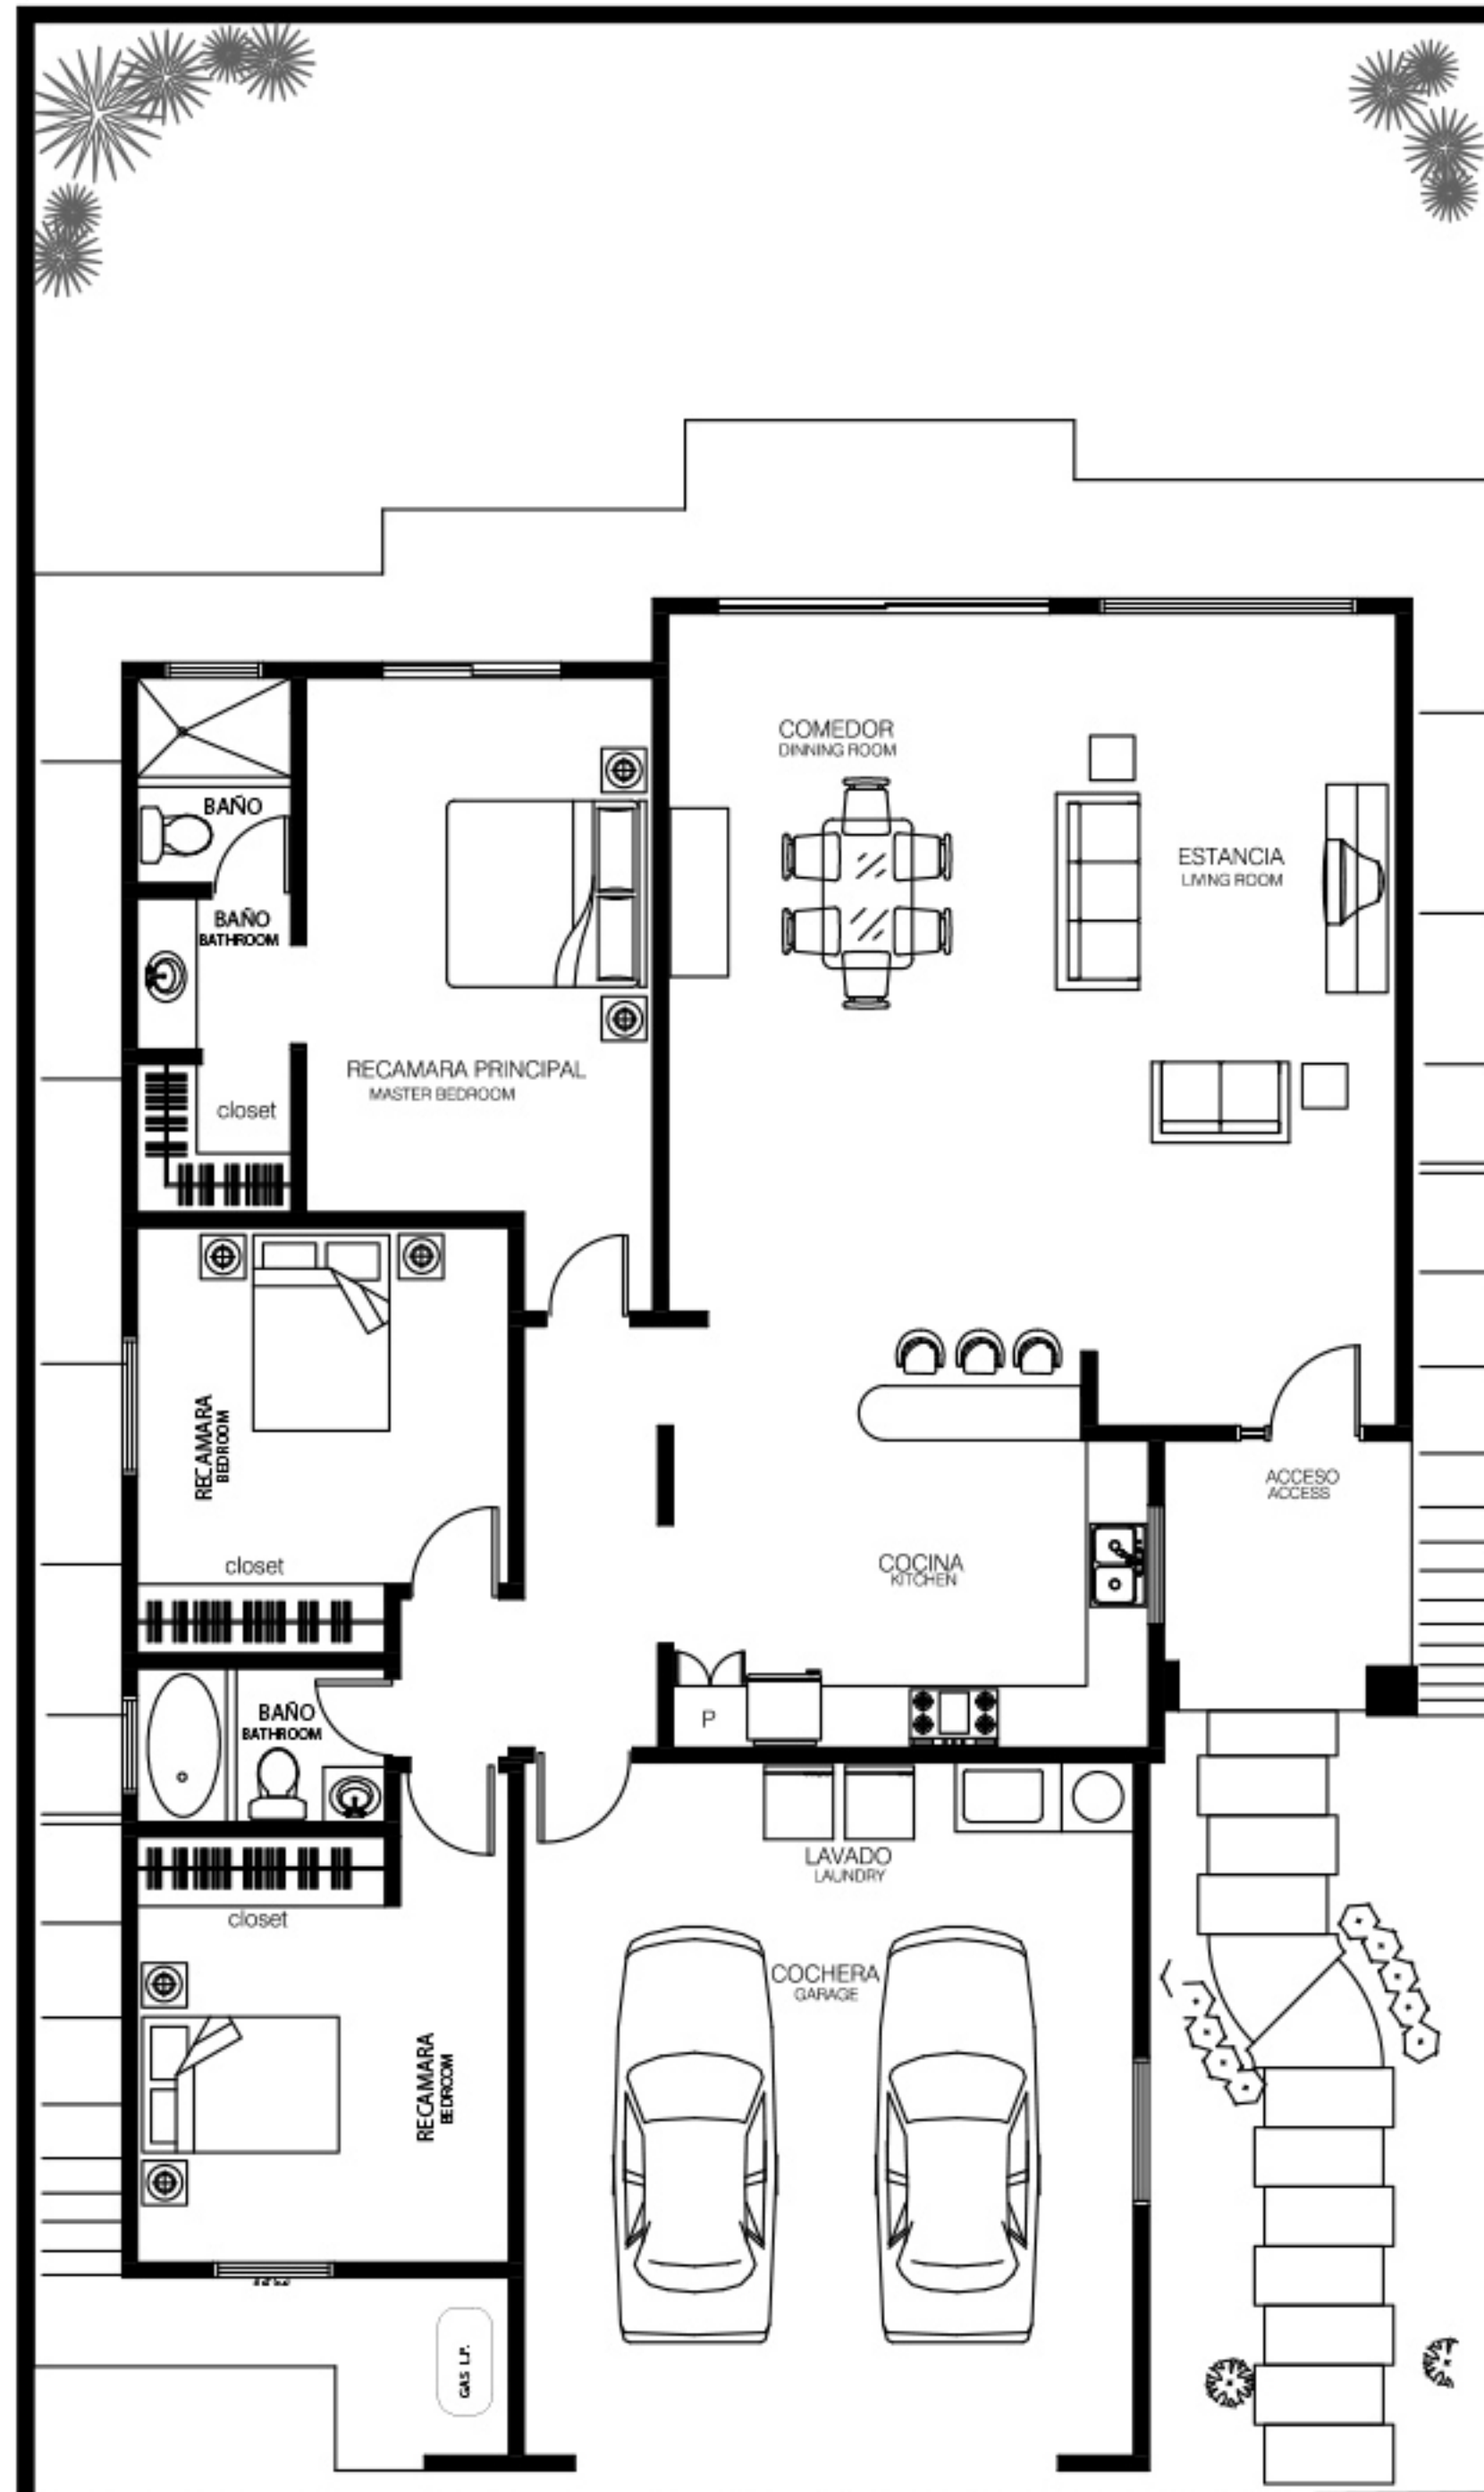 COMEDOR
DINNING ROOM
BAÑO
ESTANCIA
LIVING ROOM
BAÑO
BATHROOM
RECAMARA PRINCIPAL
MASTER BEDROOM
closet
RECAMARA
BEDROOM
ACCESO
ACCESS
closet
COCINA
KITCHEN
BAÑO
BATHROOM
P
LAVADO
LAUNDRY
closet
COCHERA
GARAGE
RECAMARA
BEDROOM
GAS L.P.